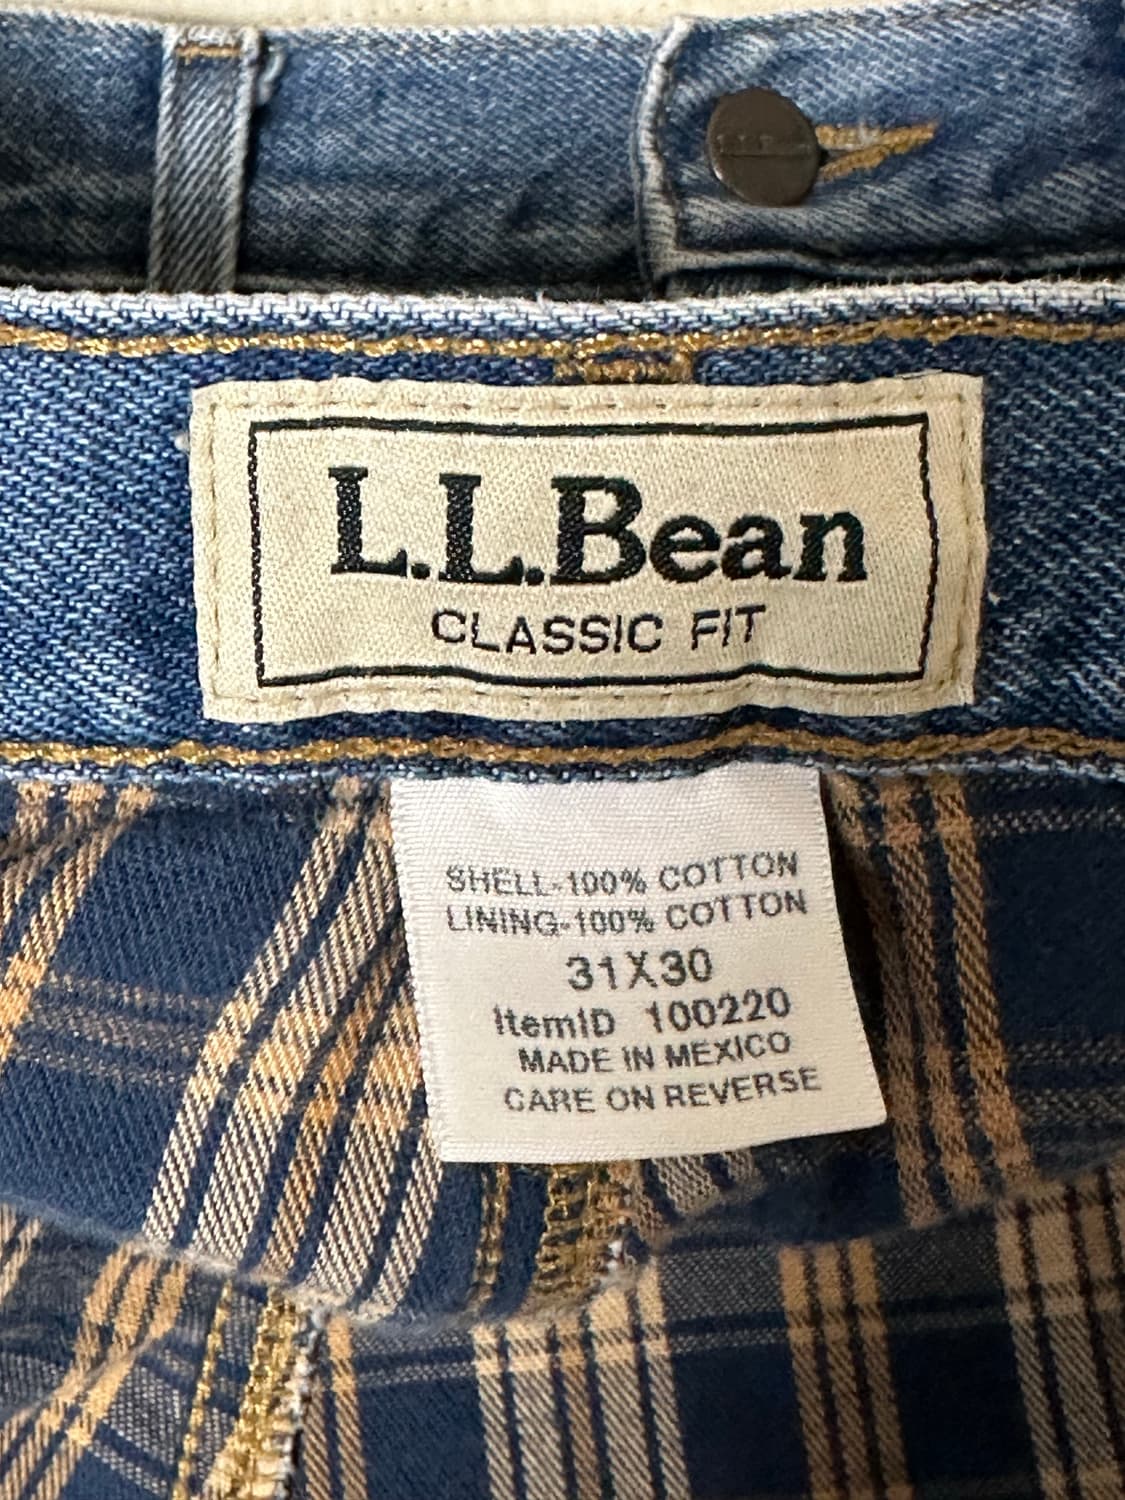 L.L.Bean
CLASSIC FIT
SHELL-100% COTTON
LINING-100% COTTON
31X30
ItemID 100220
MADE IN MEXICO
CARE ON REVERSE